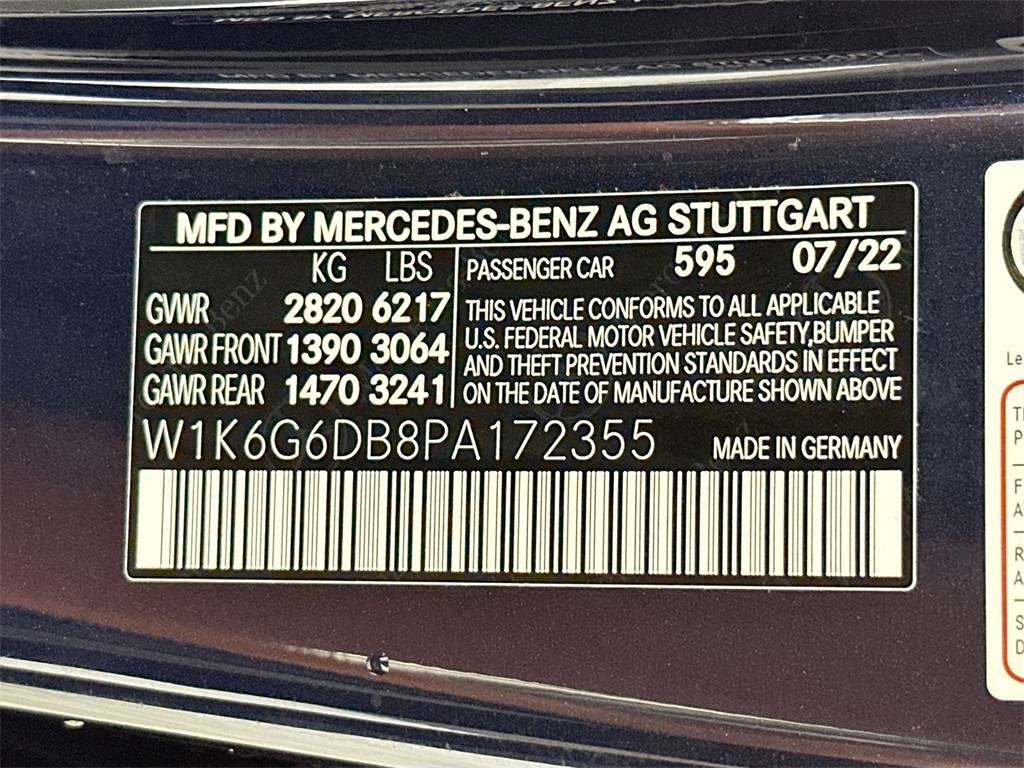 MFD BY MERCEDES-BENZ AG STUTTGART
KG LBS
GVWR 2820 6217
GAWR FRONT 1390 3064
GAWR REAR 1470 3241
PASSENGER CAR 595 07/22
THIS VEHICLE CONFORMS TO ALL APPLICABLE
U.S. FEDERAL MOTOR VEHICLE SAFETY,BUMPER
AND THEFT PREVENTION STANDARDS IN EFFECT
ON THE DATE OF MANUFACTURE SHOWN ABOVE
W1K6G6DB8PA172355 MADE IN GERMANY